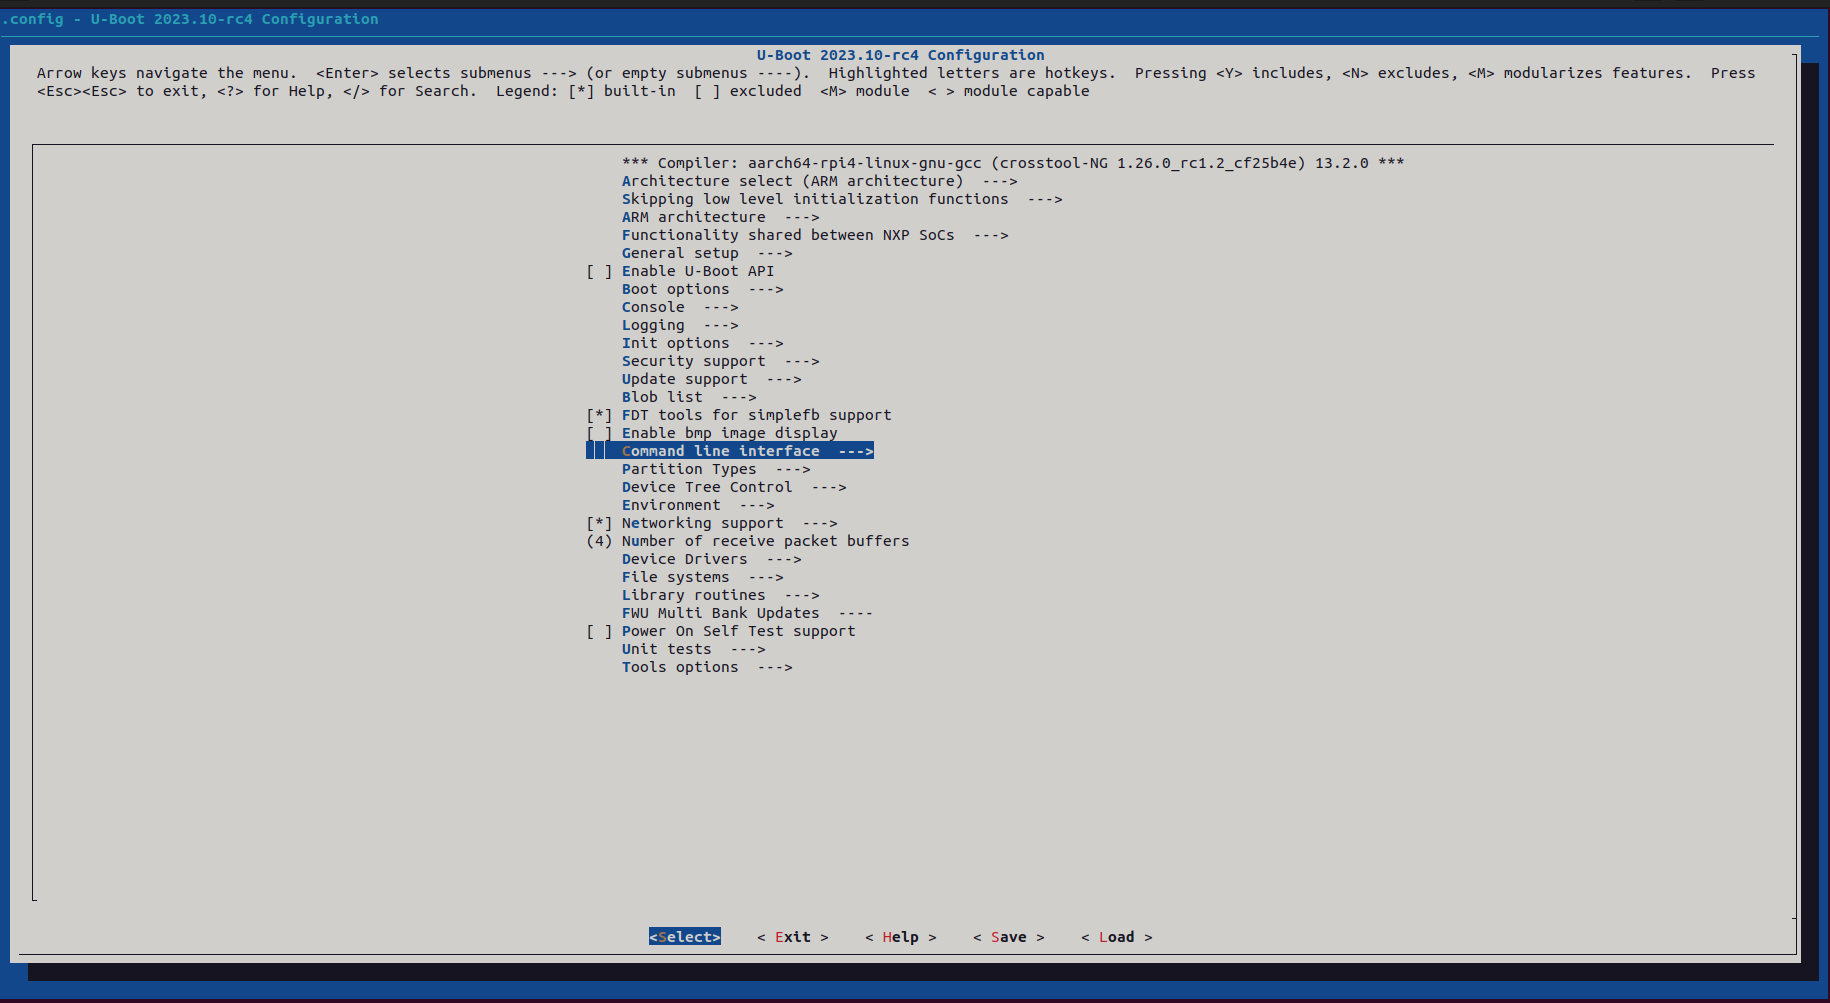 .config - U-Boot 2023.10-rc4 Configuration
U-Boot 2023.10-rc4 Configuration
Arrow keys navigate the menu.  <Enter> selects submenus ---> (or empty submenus ----).  Highlighted letters are hotkeys.  Pressing <Y> includes, <N> excludes, <M> modularizes features.  Press
<Esc><Esc> to exit, <?> for Help, </> for Search.  Legend: [*] built-in  [ ] excluded  <M> module  < > module capable
*** Compiler: aarch64-rpi4-linux-gnu-gcc (crosstool-NG 1.26.0_rc1.2_cf25b4e) 13.2.0 ***
Architecture select (ARM architecture)  --->
Skipping low level initialization functions  --->
ARM architecture  --->
Functionality shared between NXP SoCs  --->
General setup  --->
[ ] Enable U-Boot API
Boot options  --->
Console  --->
Logging  --->
Init options  --->
Security support  --->
Update support  --->
Blob list  --->
[*] FDT tools for simplefb support
[ ] Enable bmp image display
Command line interface  --->
Partition Types  --->
Device Tree Control  --->
Environment  --->
[*] Networking support  --->
(4) Number of receive packet buffers
Device Drivers  --->
File systems  --->
Library routines  --->
FWU Multi Bank Updates  ----
[ ] Power On Self Test support
Unit tests  --->
Tools options  --->
<Select>    < Exit >    < Help >    < Save >    < Load >